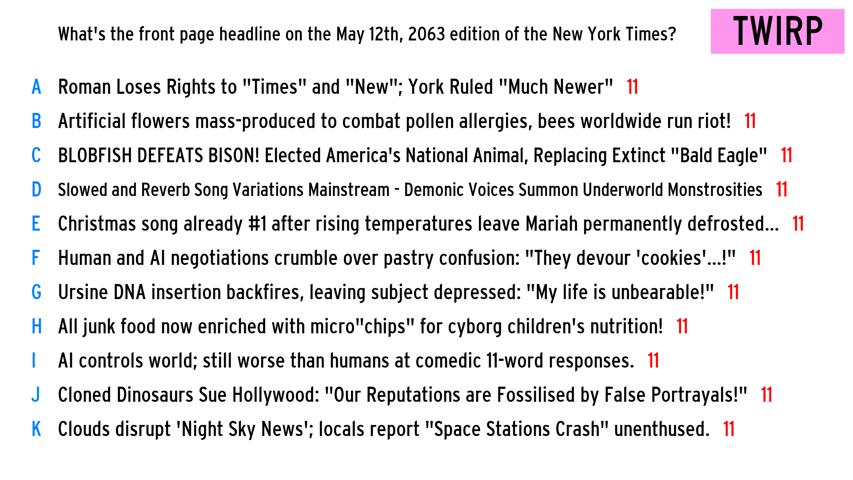 What's the front page headline on the May 12th, 2063 edition of the New York Times?
TWIRP
A Roman Loses Rights to "Times" and "New"; York Ruled "Much Newer" 11
B Artificial flowers mass-produced to combat pollen allergies, bees worldwide run riot! 11
C BLOBFISH DEFEATS BISON! Elected America's National Animal, Replacing Extinct "Bald Eagle" 11
D Slowed and Reverb Song Variations Mainstream - Demonic Voices Summon Underworld Monstrosities 11
E Christmas song already #1 after rising temperatures leave Mariah permanently defrosted... 11
F Human and AI negotiations crumble over pastry confusion: "They devour 'cookies'...!" 11
G Ursine DNA insertion backfires, leaving subject depressed: "My life is unbearable!" 11
H All junk food now enriched with micro"chips" for cyborg children's nutrition! 11
I AI controls world; still worse than humans at comedic 11-word responses. 11
J Cloned Dinosaurs Sue Hollywood: "Our Reputations are Fossilised by False Portrayals!" 11
K Clouds disrupt 'Night Sky News'; locals report "Space Stations Crash" unenthused. 11